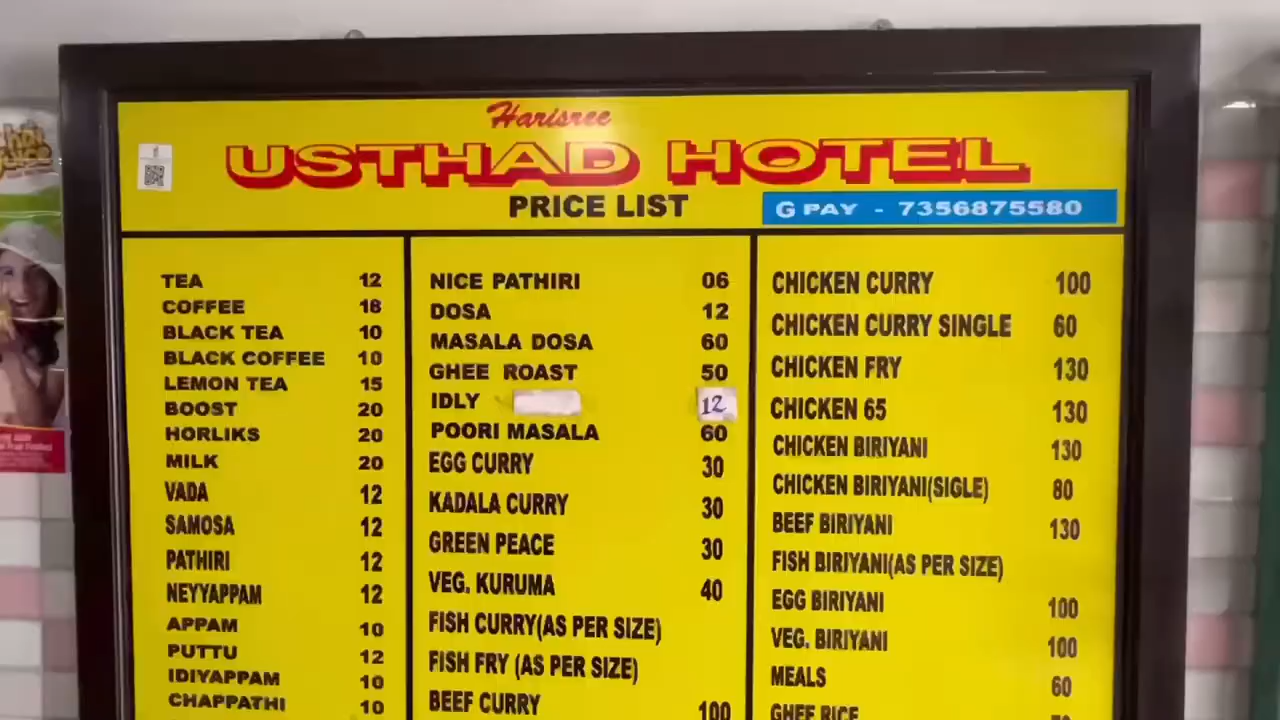 Harisree
USTHAD HOTEL
PRICE LIST
G PAY - 7356875580
TEA 12
COFFEE 18
BLACK TEA 10
BLACK COFFEE 10
LEMON TEA 15
BOOST 20
HORLIKS 20
MILK 20
VADA 12
SAMOSA 12
PATHIRI 12
NEYYAPPAM 12
APPAM 10
PUTTU 12
IDIYAPPAM 10
CHAPPATHI 10
NICE PATHIRI 06
DOSA 12
MASALA DOSA 60
GHEE ROAST 50
IDLY 12
POORI MASALA 60
EGG CURRY 30
KADALA CURRY 30
GREEN PEACE 30
VEG. KURUMA 40
FISH CURRY(AS PER SIZE)
FISH FRY (AS PER SIZE)
BEEF CURRY 100
CHICKEN CURRY 100
CHICKEN CURRY SINGLE 60
CHICKEN FRY 130
CHICKEN 65 130
CHICKEN BIRIYANI 130
CHICKEN BIRIYANI(SIGLE) 80
BEEF BIRIYANI 130
FISH BIRIYANI(AS PER SIZE)
EGG BIRIYANI 100
VEG. BIRIYANI 100
MEALS 60
GHEE RICE